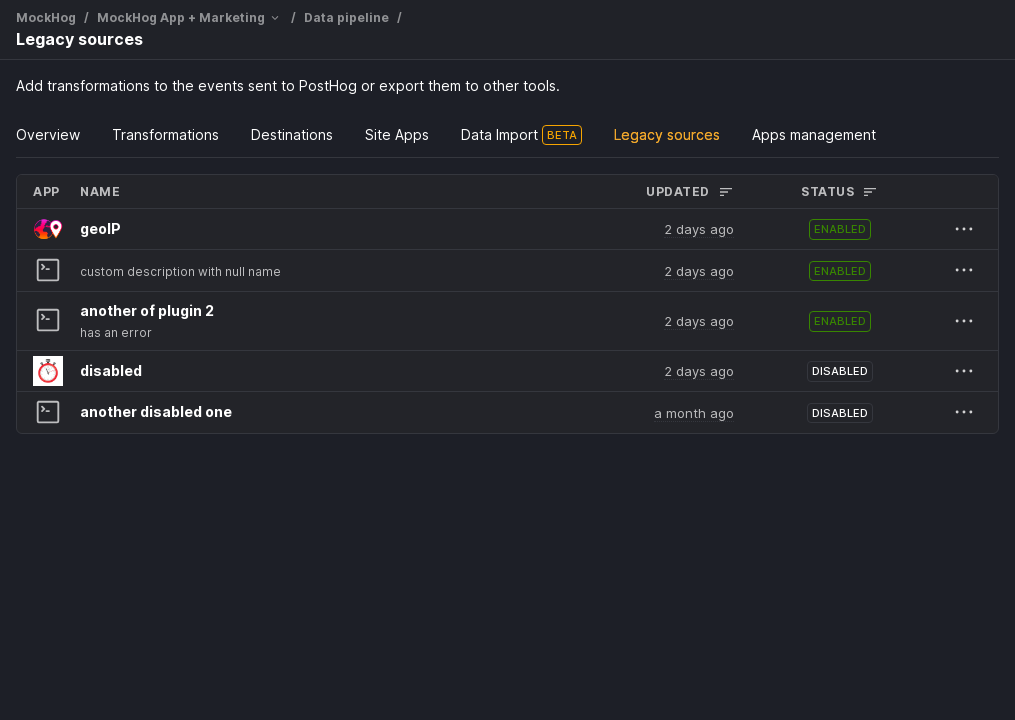 MockHog / MockHog App + Marketing / Data pipeline /
Legacy sources
Add transformations to the events sent to PostHog or export them to other tools.
Overview Transformations Destinations Site Apps Data Import BETA Legacy sources Apps management
APP NAME UPDATED STATUS
geoIP 2 days ago ENABLED
custom description with null name 2 days ago ENABLED
another of plugin 2
has an error 2 days ago ENABLED
disabled 2 days ago DISABLED
another disabled one a month ago DISABLED